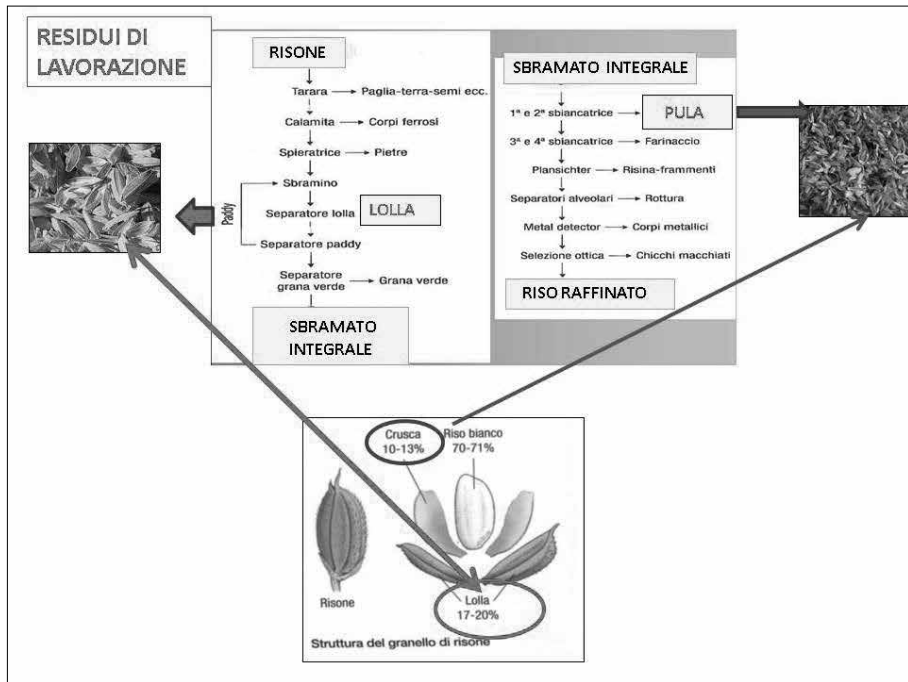 RESIDUI DI
LAVORAZIONE
RISONE
Tarara
Paglia-terra-semi ecc.
Calamita
Corpi ferrosi
Spieratrice
Pietre
Sbramino
Paddy
Separatore lolla
LOLLA
Separatore paddy
Separatore
grana verde
Grana verde
SBRAMATO
INTEGRALE
SBRAMATO INTEGRALE
1ª e 2ª sbiancatrice
PULA
3ª e 4ª sbiancatrice
Farinaccio
Plansichter
Risina-frammenti
Separatori alveolari
Rottura
Metal detector
Corpi metallici
Selezione ottica
Chicchi macchiati
RISO RAFFINATO
Crusca
10-13%
Riso bianco
70-71%
Risone
Lolla
17-20%
Struttura del granello di risone